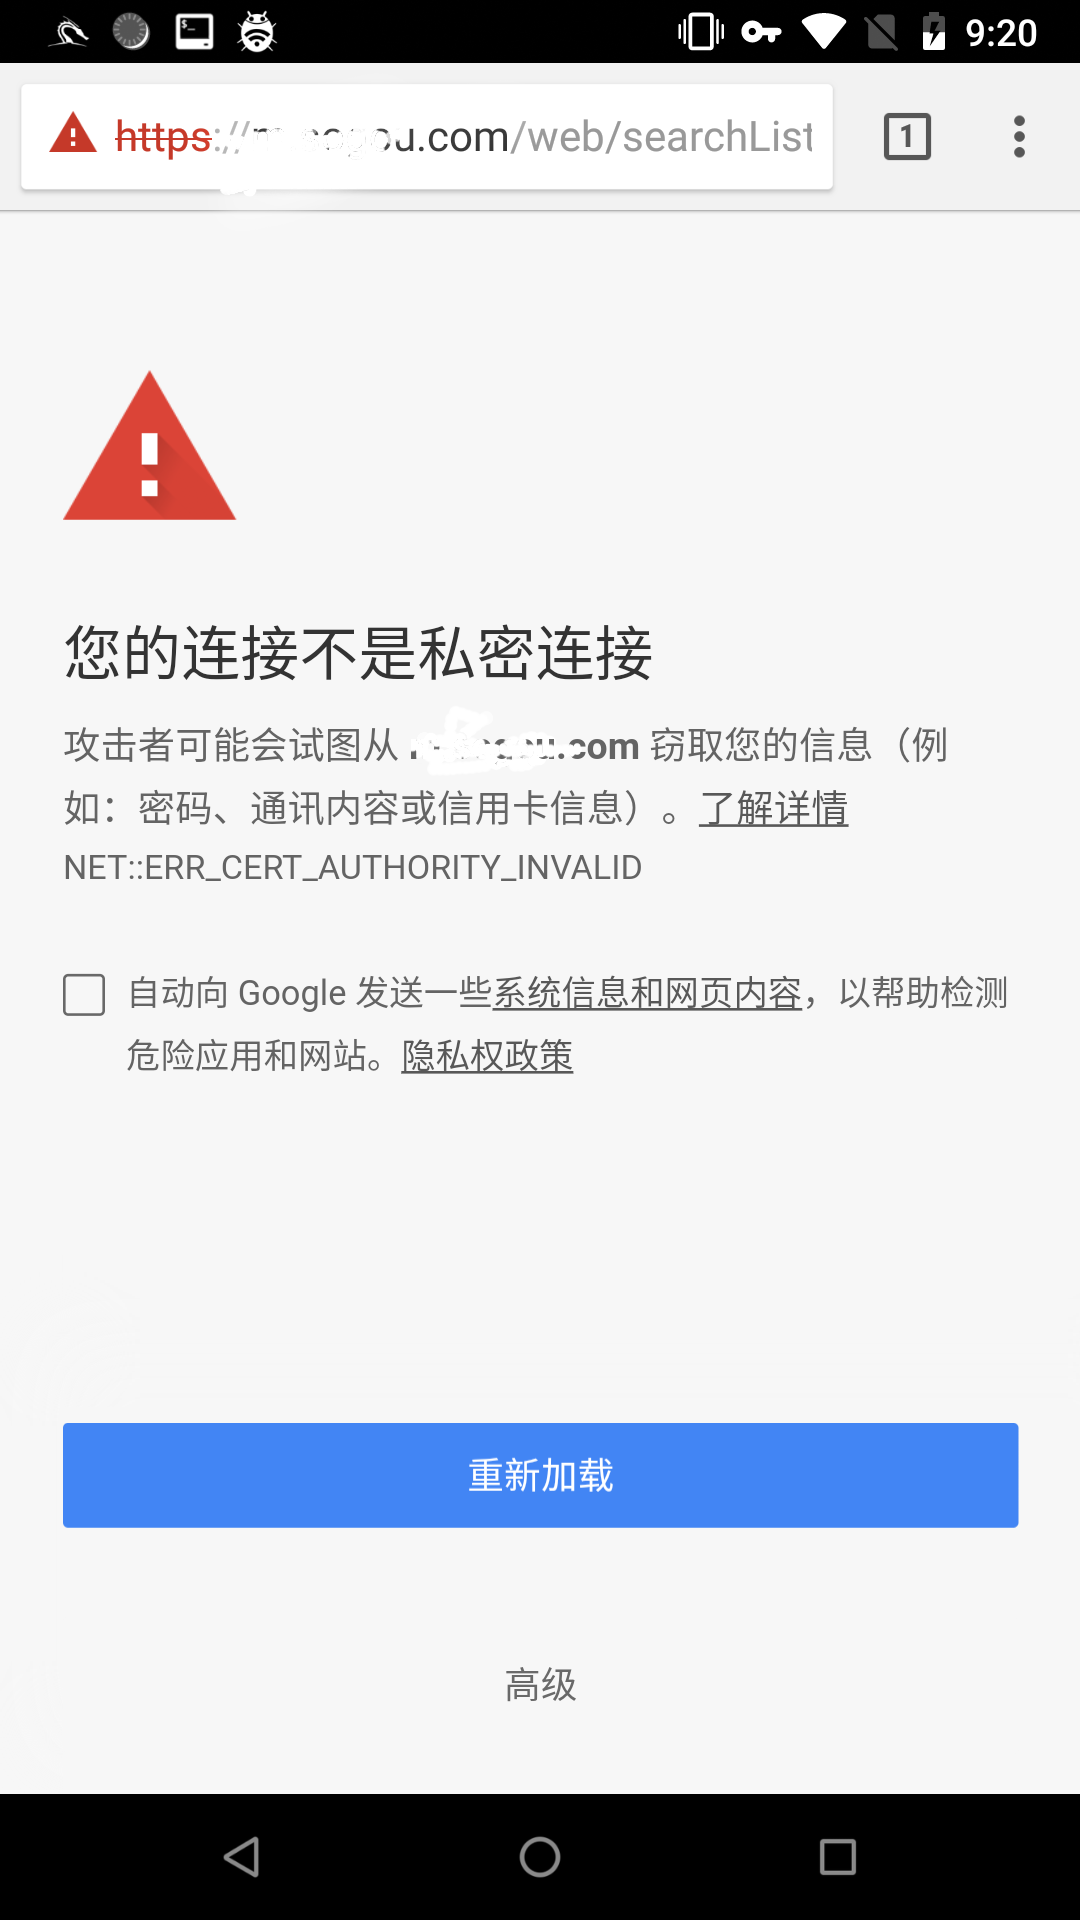 9:20
https://
u.com/web/searchList
1
您的连接不是私密连接
攻击者可能会试图从 .com 窃取您的信息（例
如：密码、通讯内容或信用卡信息）。了解详情
NET::ERR_CERT_AUTHORITY_INVALID
自动向 Google 发送一些系统信息和网页内容，以帮助检测
危险应用和网站。隐私权政策
重新加载
高级